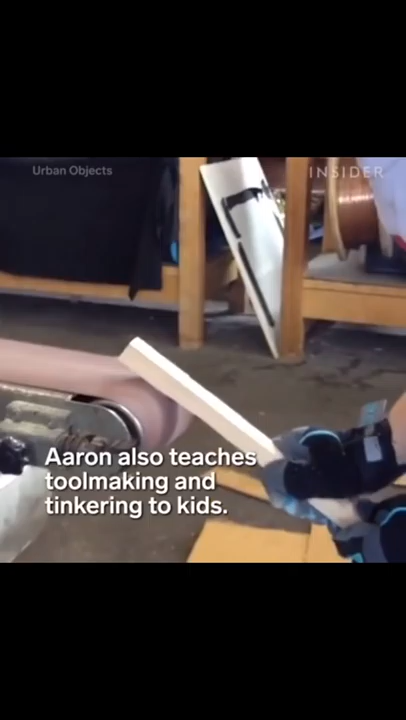 Urban Objects
INSIDER
Aaron also teaches
toolmaking and
tinkering to kids.